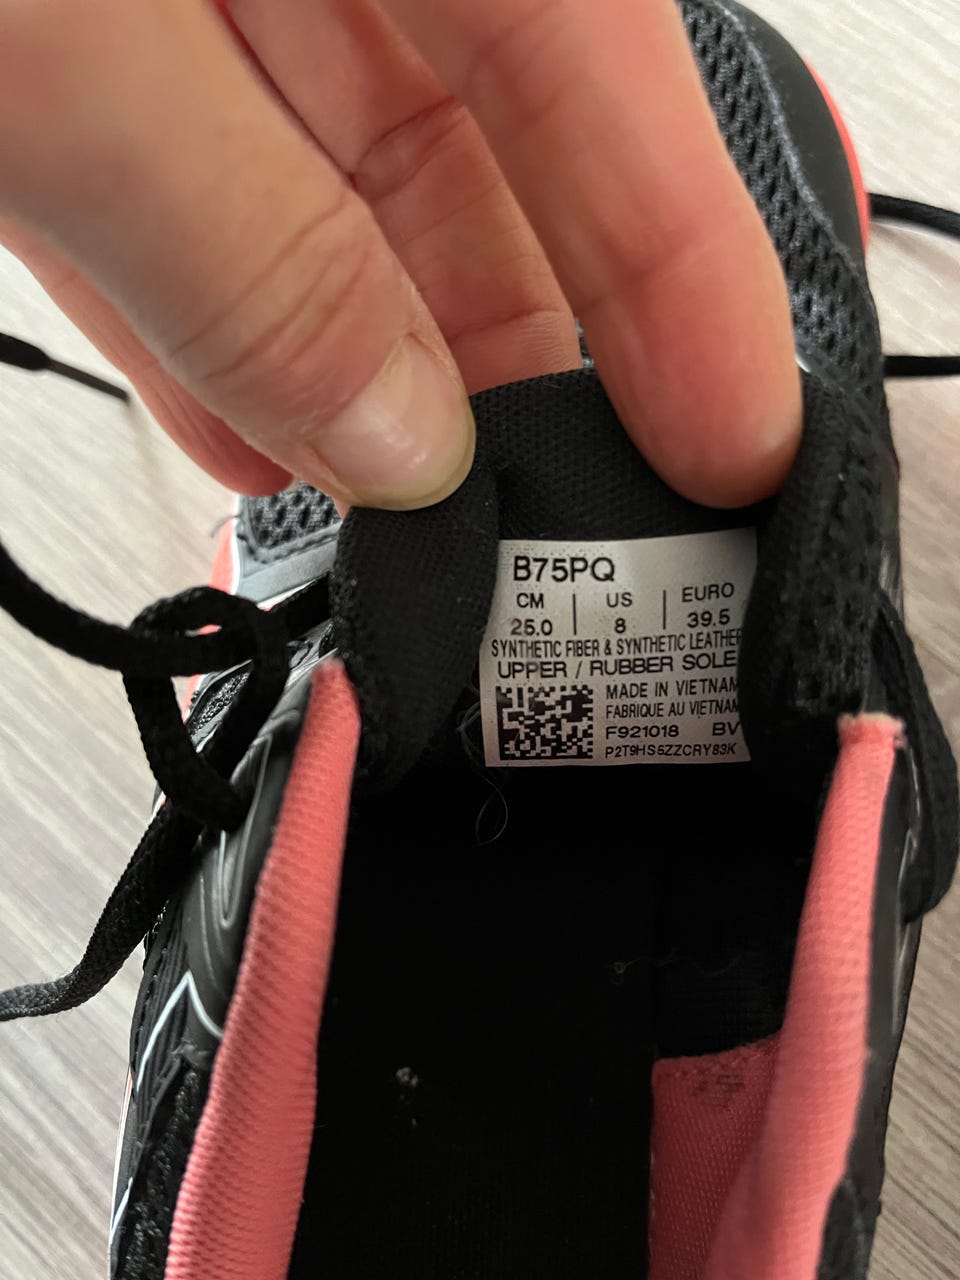 B75PQ
CM | US | EURO
25.0 | 8 | 39.5
SYNTHETIC FIBER & SYNTHETIC LEATHER
UPPER / RUBBER SOLE
MADE IN VIETNAM
FABRIQUE AU VIETNAM
F921018 BV
P2T9HS6ZZCRY83K